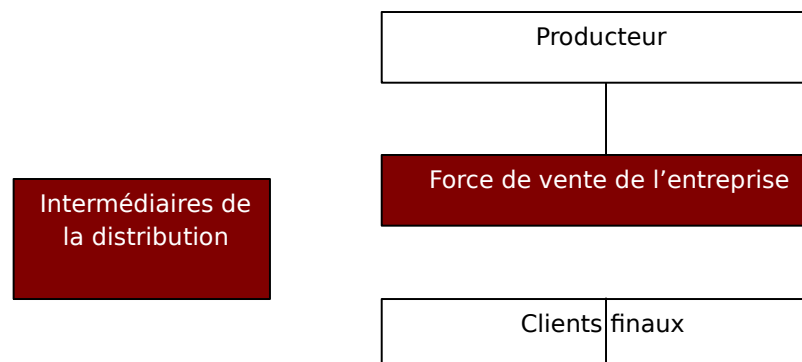 Producteur
Force de vente de l’entreprise
Intermédiaires de
la distribution
Clients finaux